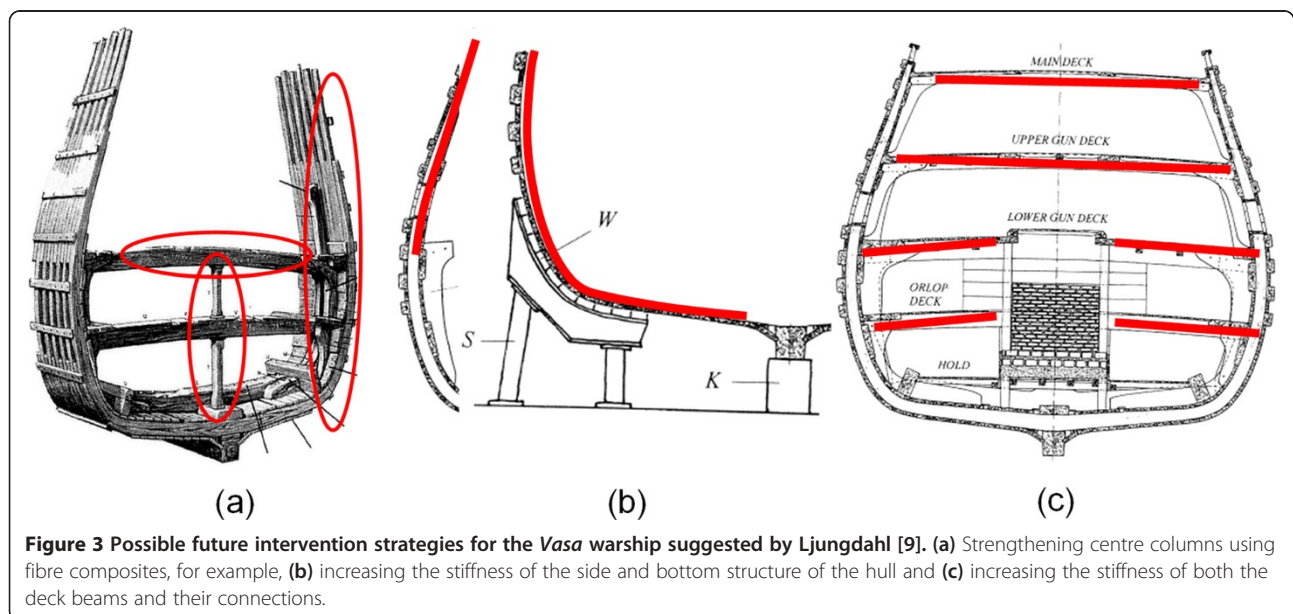 MAIN DECK
UPPER GUN DECK
LOWER GUN DECK
ORLOP
DECK
HOLD
W
S
K
(a)
(b)
(c)
Figure 3 Possible future intervention strategies for the Vasa warship suggested by Ljungdahl [9]. (a) Strengthening centre columns using
fibre composites, for example, (b) increasing the stiffness of the side and bottom structure of the hull and (c) increasing the stiffness of both the
deck beams and their connections.